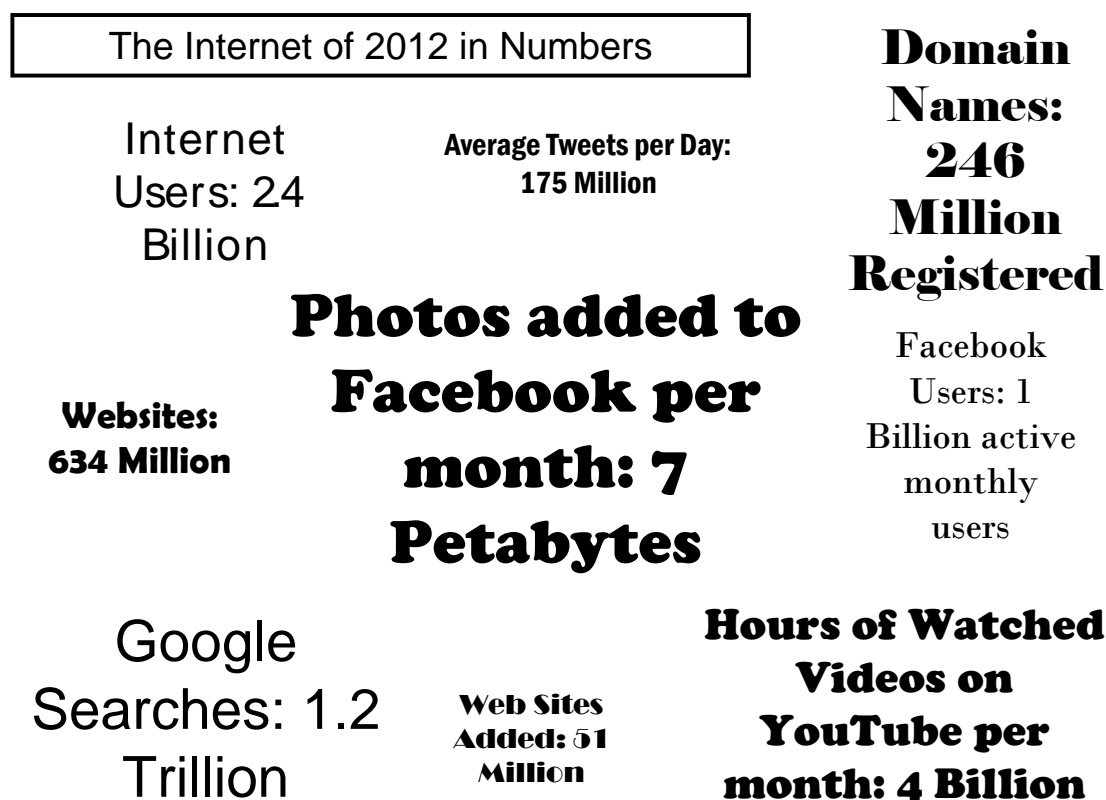 The Internet of 2012 in Numbers
Internet
Users: 2.4
Billion
Average Tweets per Day:
175 Million
Domain
Names:
246
Million
Registered
Photos added to
Facebook per
month: 7
Petabytes
Websites:
634 Million
Facebook
Users: 1
Billion active
monthly
users
Google
Searches: 1.2
Trillion
Web Sites
Added: 51
Million
Hours of Watched
Videos on
YouTube per
month: 4 Billion